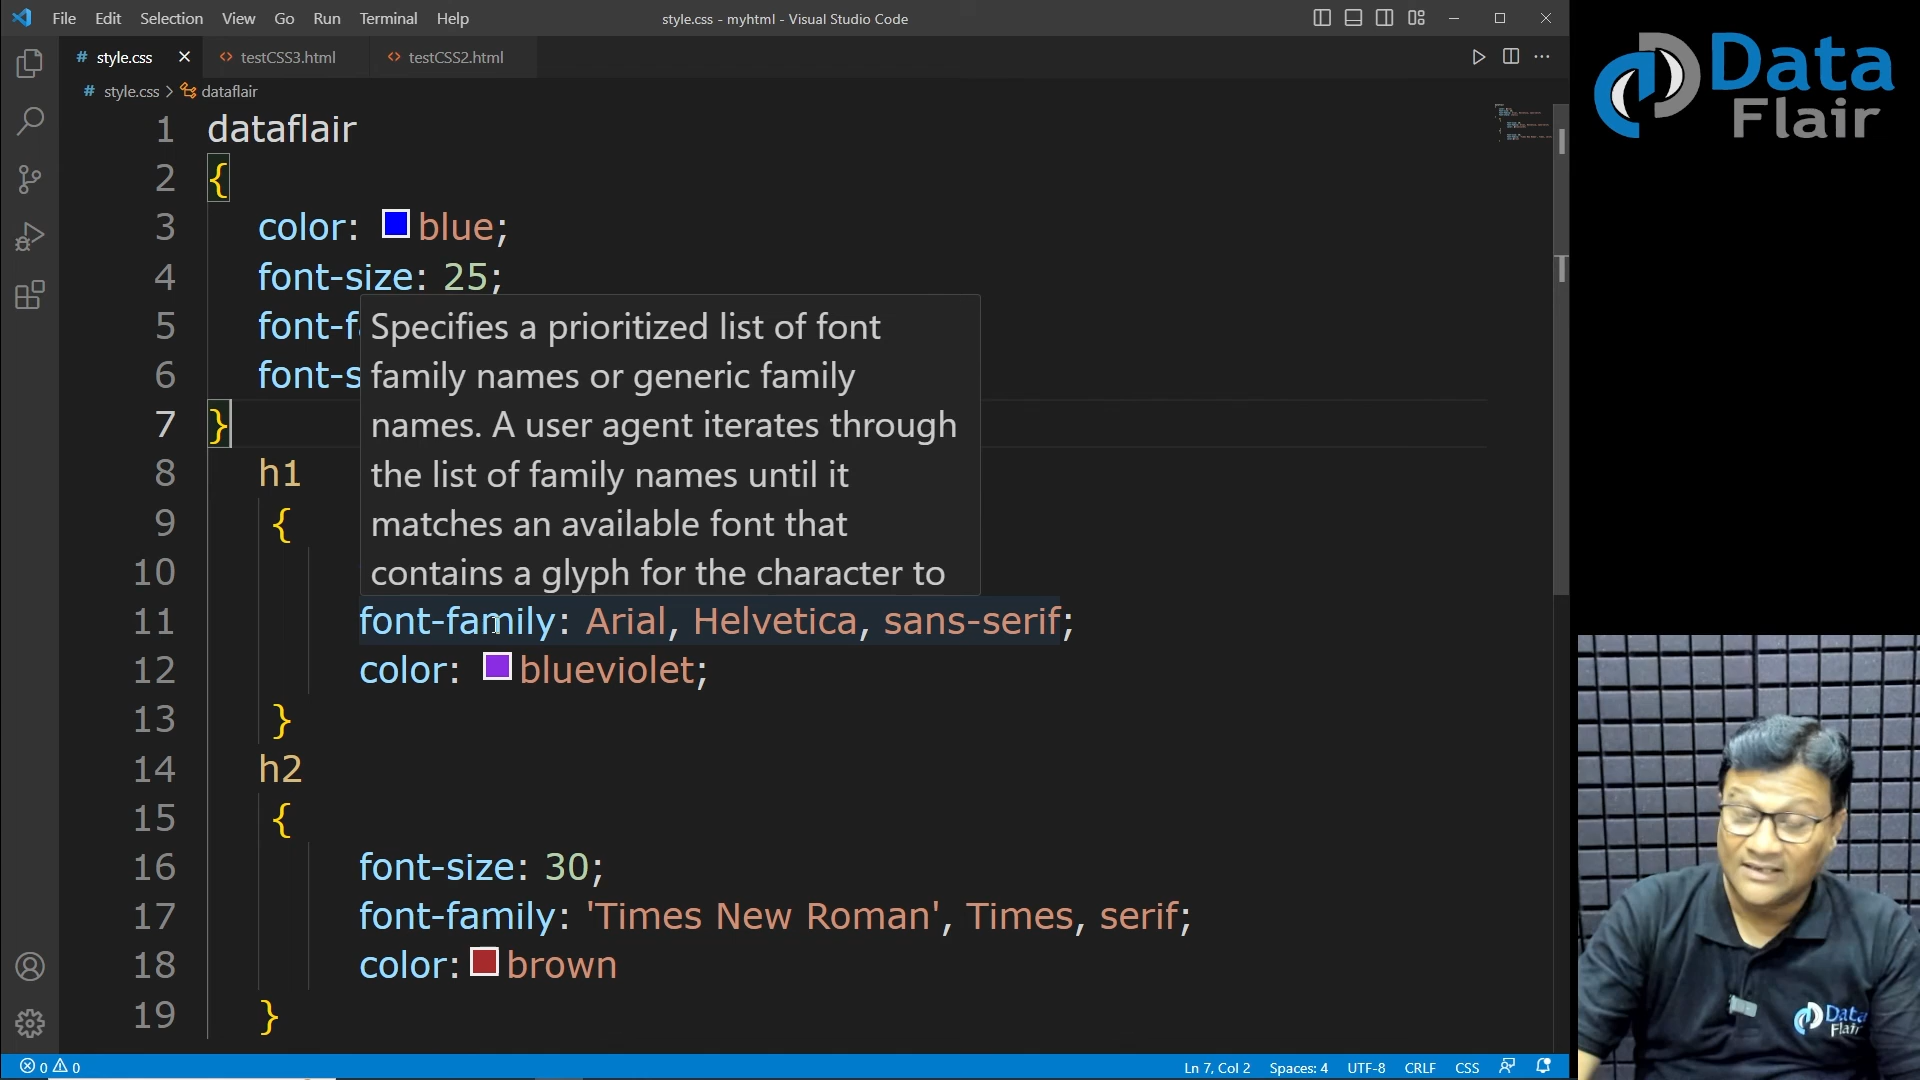 File Edit Selection View Go Run Terminal Help
style.css - myhtml - Visual Studio Code
# style.css
<> testCSS3.html
<> testCSS2.html
# style.css > dataflair
1 dataflair
2 {
3 color: blue;
4 font-size: 25;
5 font-fa
6 font-s
Specifies a prioritized list of font
family names or generic family
names. A user agent iterates through
the list of family names until it
matches an available font that
contains a glyph for the character to
7 }
8 h1
9 {
10
11 font-family: Arial, Helvetica, sans-serif;
12 color: blueviolet;
13 }
14 h2
15 {
16 font-size: 30;
17 font-family: 'Times New Roman', Times, serif;
18 color: brown
19 }
0 0
Ln 7, Col 2 Spaces: 4 UTF-8 CRLF CSS
Data
Flair
Data
Flair